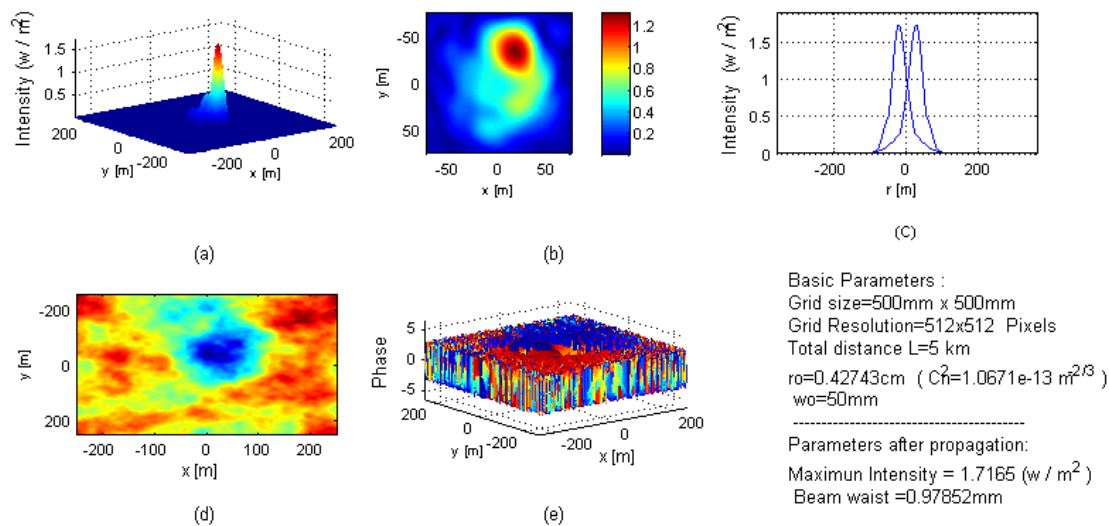 Intensity (w / m²)
1.5
1
0.5
200
0
-200
y [m]
-200
0
200
x [m]
(a)
-50
0
50
y [m]
-50
0
50
x [m]
1.2
1
0.8
0.6
0.4
0.2
(b)
Intensity (w / m²)
1.5
1
0.5
0
-200
0
200
r [m]
(C)
-200
0
200
y [m]
-200
-100
0
100
200
x [m]
(d)
Phase
5
0
-5
200
0
-200
y [m]
-200
0
200
x [m]
(e)
Basic Parameters :
Grid size=500mm x 500mm
Grid Resolution=512x512 Pixels
Total distance L=5 km
ro=0.42743cm ( Cn²=1.0671e-13 m^2/3 )
wo=50mm
---------------------------------------
Parameters after propagation:
Maximun Intensity = 1.7165 (w / m²)
Beam waist =0.97852mm